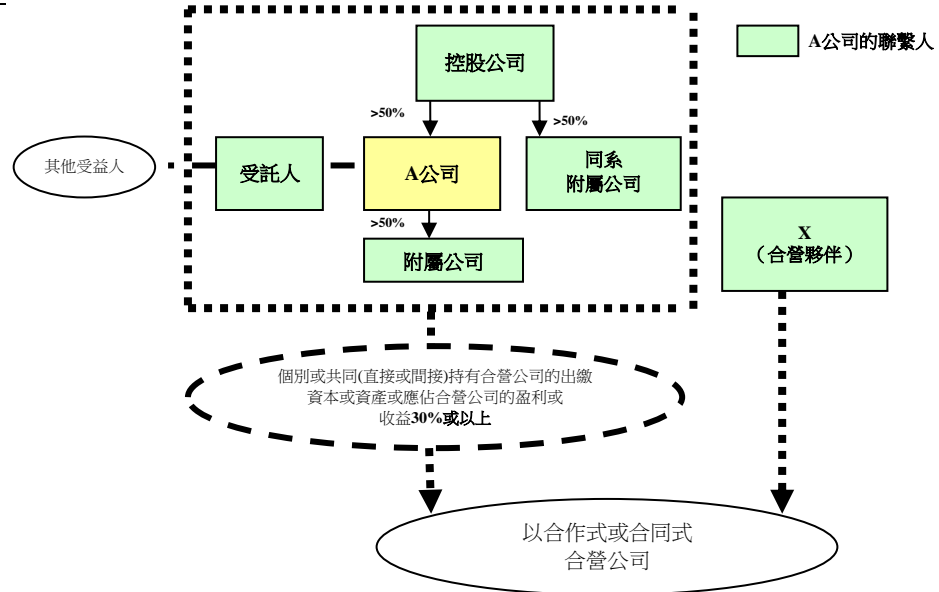 控股公司
A公司的聯繫人
>50%
>50%
其他受益人
受託人
A公司
同系
附屬公司
>50%
附屬公司
X
（合營夥伴）
個別或共同(直接或間接)持有合營公司的出繳
資本或資產或應佔合營公司的盈利或
收益30%或以上
以合作式或合同式
合營公司